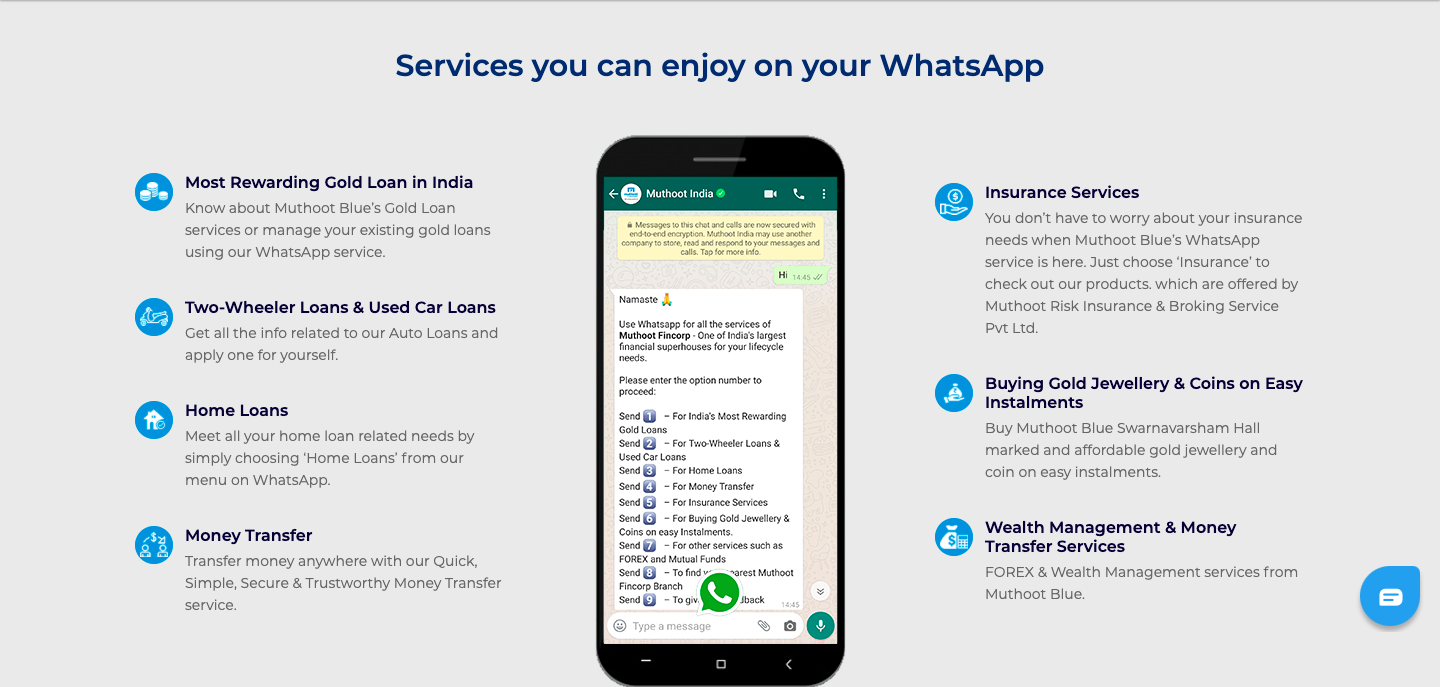 Services you can enjoy on your WhatsApp
Most Rewarding Gold Loan in India
Know about Muthoot Blue’s Gold Loan
services or manage your existing gold loans
using our WhatsApp service.
Two-Wheeler Loans & Used Car Loans
Get all the info related to our Auto Loans and
apply one for yourself.
Home Loans
Meet all your home loan related needs by
simply choosing ‘Home Loans’ from our
menu on WhatsApp.
Money Transfer
Transfer money anywhere with our Quick,
Simple, Secure & Trustworthy Money Transfer
service.
Muthoot India
Messages to this chat and calls are now secured with
end-to-end encryption. Muthoot India may use another
company to store, read and respond to your messages and
calls. Tap for more info.
Hi 14:45
Namaste 🙏
Use Whatsapp for all the services of
Muthoot Fincorp - One of India's largest
financial superhouses for your lifecycle
needs.
Please enter the option number to
proceed:
Send 1 – For India's Most Rewarding
Gold Loans
Send 2 – For Two-Wheeler Loans &
Used Car Loans
Send 3 – For Home Loans
Send 4 – For Money Transfer
Send 5 – For Insurance Services
Send 6 – For Buying Gold Jewellery &
Coins on easy Instalments.
Send 7 – For other services such as
FOREX and Mutual Funds
Send 8 – To find Muthoot
Fincorp Branch
Send 9 – To
14:45
Type a message
Insurance Services
You don’t have to worry about your insurance
needs when Muthoot Blue’s WhatsApp
service is here. Just choose ‘Insurance’ to
check out our products. which are offered by
Muthoot Risk Insurance & Broking Service
Pvt Ltd.
Buying Gold Jewellery & Coins on Easy
Instalments
Buy Muthoot Blue Swarnavarsham Hall
marked and affordable gold jewellery and
coin on easy instalments.
Wealth Management & Money
Transfer Services
FOREX & Wealth Management services from
Muthoot Blue.